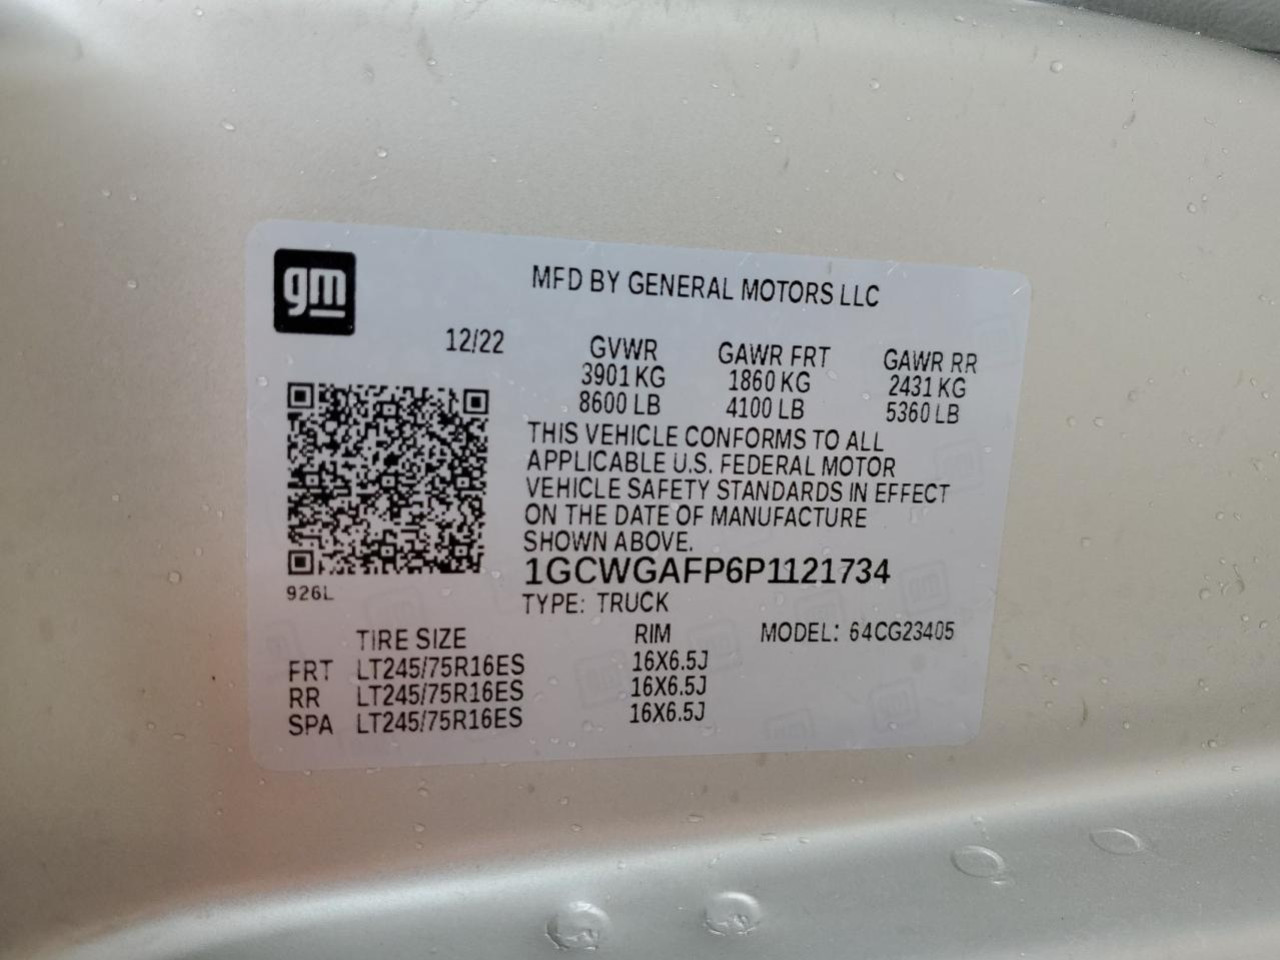 gm
MFD BY GENERAL MOTORS LLC
12/22
GVWR GAWR FRT GAWR RR
3901 KG 1860 KG 2431 KG
8600 LB 4100 LB 5360 LB
THIS VEHICLE CONFORMS TO ALL
APPLICABLE U.S. FEDERAL MOTOR
VEHICLE SAFETY STANDARDS IN EFFECT
ON THE DATE OF MANUFACTURE
SHOWN ABOVE.
926L
1GCWGAFP6P1121734
TYPE: TRUCK
TIRE SIZE RIM MODEL: 64CG23405
FRT LT245/75R16ES 16X6.5J
RR LT245/75R16ES 16X6.5J
SPA LT245/75R16ES 16X6.5J